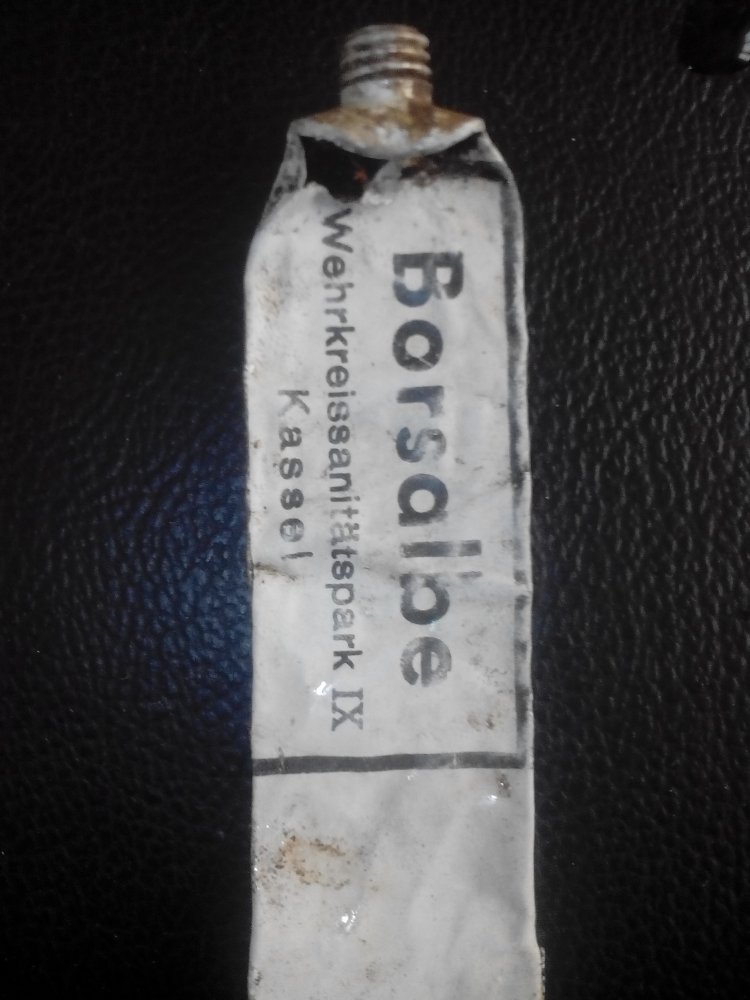 Borsalbe
Wehrkreissanitätspark IX
Kassel